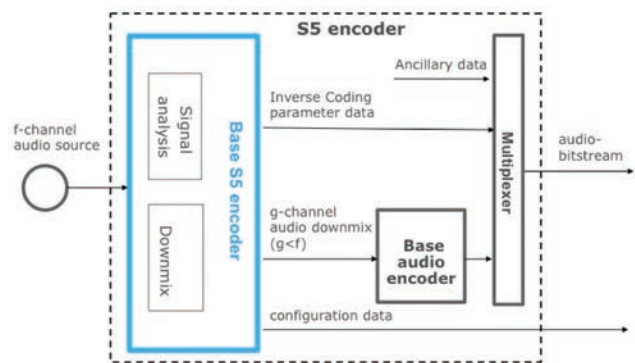 S5 encoder
Ancillary data
Inverse Coding
parameter data
Signal
analysis
Base S5 encoder
Multiplexer
f-channel
audio source
audio-
bitstream
g-channel
audio downmix
(g<f)
Base
audio
encoder
Downmix
configuration data